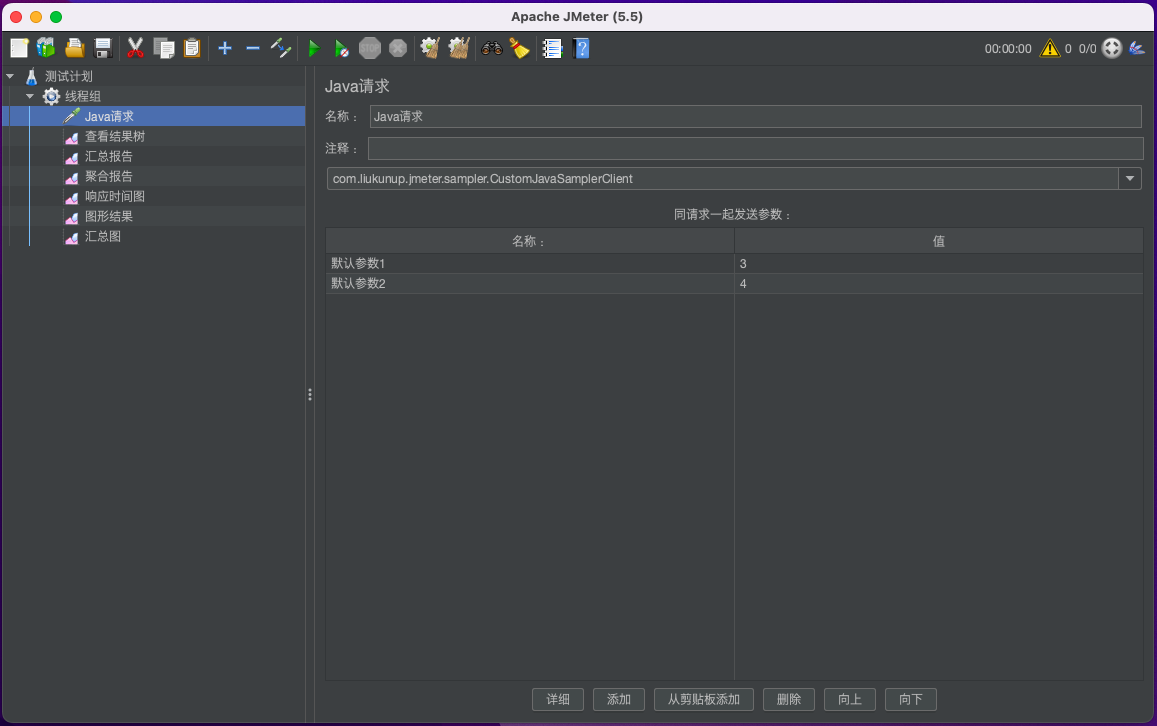 Apache JMeter (5.5)
STOP 00:00:00 0 0/0
测试计划
线程组
Java请求
查看结果树
汇总报告
聚合报告
响应时间图
图形结果
汇总图
Java请求
名称： Java请求
注释：
com.liukunup.jmeter.sampler.CustomJavaSamplerClient
同请求一起发送参数：
名称： 值
默认参数1 3
默认参数2 4
详细 添加 从剪贴板添加 删除 向上 向下